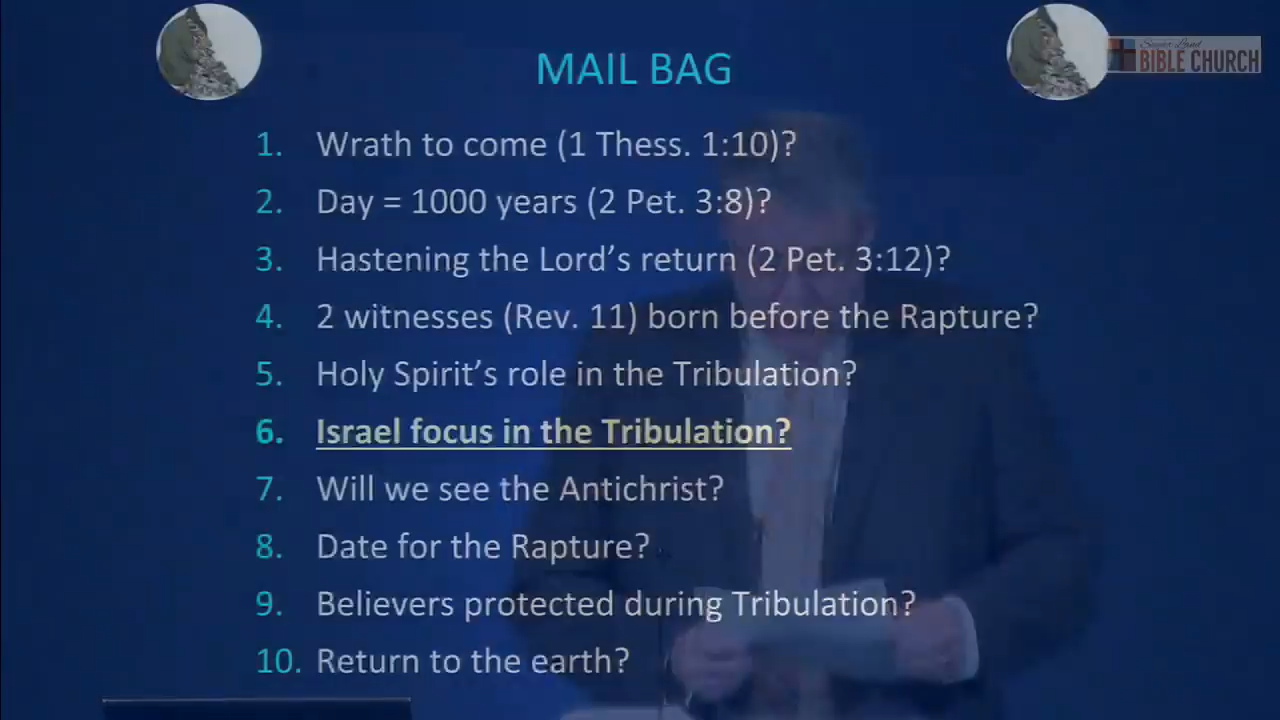 Sugar Land
BIBLE CHURCH
MAIL BAG
1. Wrath to come (1 Thess. 1:10)?
2. Day = 1000 years (2 Pet. 3:8)?
3. Hastening the Lord’s return (2 Pet. 3:12)?
4. 2 witnesses (Rev. 11) born before the Rapture?
5. Holy Spirit’s role in the Tribulation?
6. Israel focus in the Tribulation?
7. Will we see the Antichrist?
8. Date for the Rapture?
9. Believers protected during Tribulation?
10. Return to the earth?